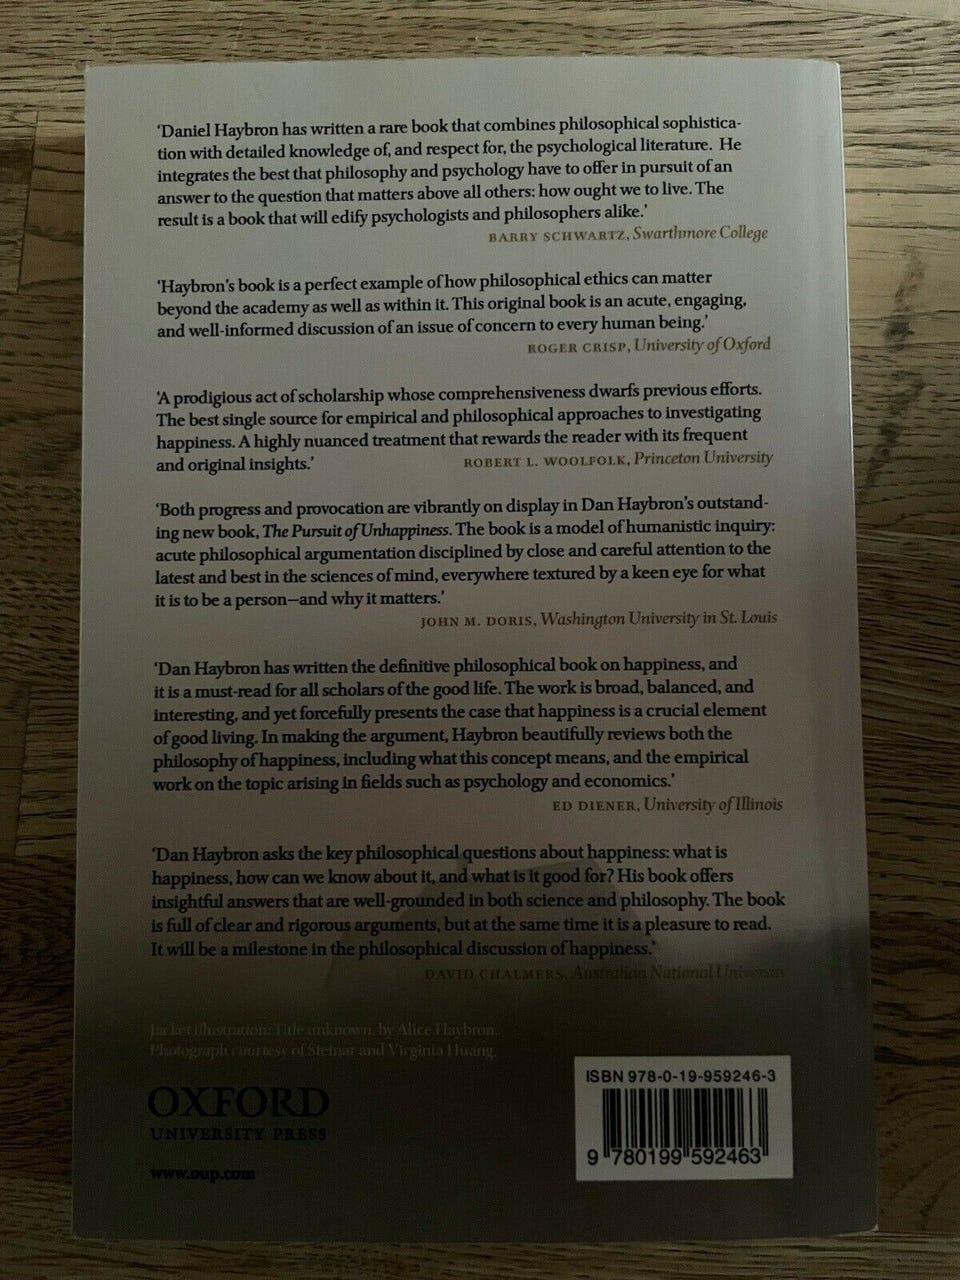 ‘Daniel Haybron has written a rare book that combines philosophical sophistica-
tion with detailed knowledge of, and respect for, the psychological literature. He
integrates the best that philosophy and psychology have to offer in pursuit of an
answer to the question that matters above all others: how ought we to live. The
result is a book that will edify psychologists and philosophers alike.’
BARRY SCHWARTZ, Swarthmore College
‘Haybron’s book is a perfect example of how philosophical ethics can matter
beyond the academy as well as within it. This original book is an acute, engaging,
and well-informed discussion of an issue of concern to every human being.’
ROGER CRISP, University of Oxford
‘A prodigious act of scholarship whose comprehensiveness dwarfs previous efforts.
The best single source for empirical and philosophical approaches to investigating
happiness. A highly nuanced treatment that rewards the reader with its frequent
and original insights.’ ROBERT L. WOOLFOLK, Princeton University
‘Both progress and provocation are vibrantly on display in Dan Haybron’s outstand-
ing new book, The Pursuit of Unhappiness. The book is a model of humanistic inquiry:
acute philosophical argumentation disciplined by close and careful attention to the
latest and best in the sciences of mind, everywhere textured by a keen eye for what
it is to be a person—and why it matters.’
JOHN M. DORIS, Washington University in St. Louis
‘Dan Haybron has written the definitive philosophical book on happiness, and
it is a must-read for all scholars of the good life. The work is broad, balanced, and
interesting, and yet forcefully presents the case that happiness is a crucial element
of good living. In making the argument, Haybron beautifully reviews both the
philosophy of happiness, including what this concept means, and the empirical
work on the topic arising in fields such as psychology and economics.’
ED DIENER, University of Illinois
‘Dan Haybron asks the key philosophical questions about happiness: what is
happiness, how can we know about it, and what is it good for? His book offers
insightful answers that are well-grounded in both science and philosophy. The book
is full of clear and rigorous arguments, but at the same time it is a pleasure to read.
It will be a milestone in the philosophical discussion of happiness.’
DAVID CHALMERS, Australian National University
Jacket illustration: Title unknown, by Alice Haybron.
Photograph courtesy of Steinar and Virginia Huang.
OXFORD
UNIVERSITY PRESS
www.oup.com
ISBN 978-0-19-959246-3
9 780199 592463